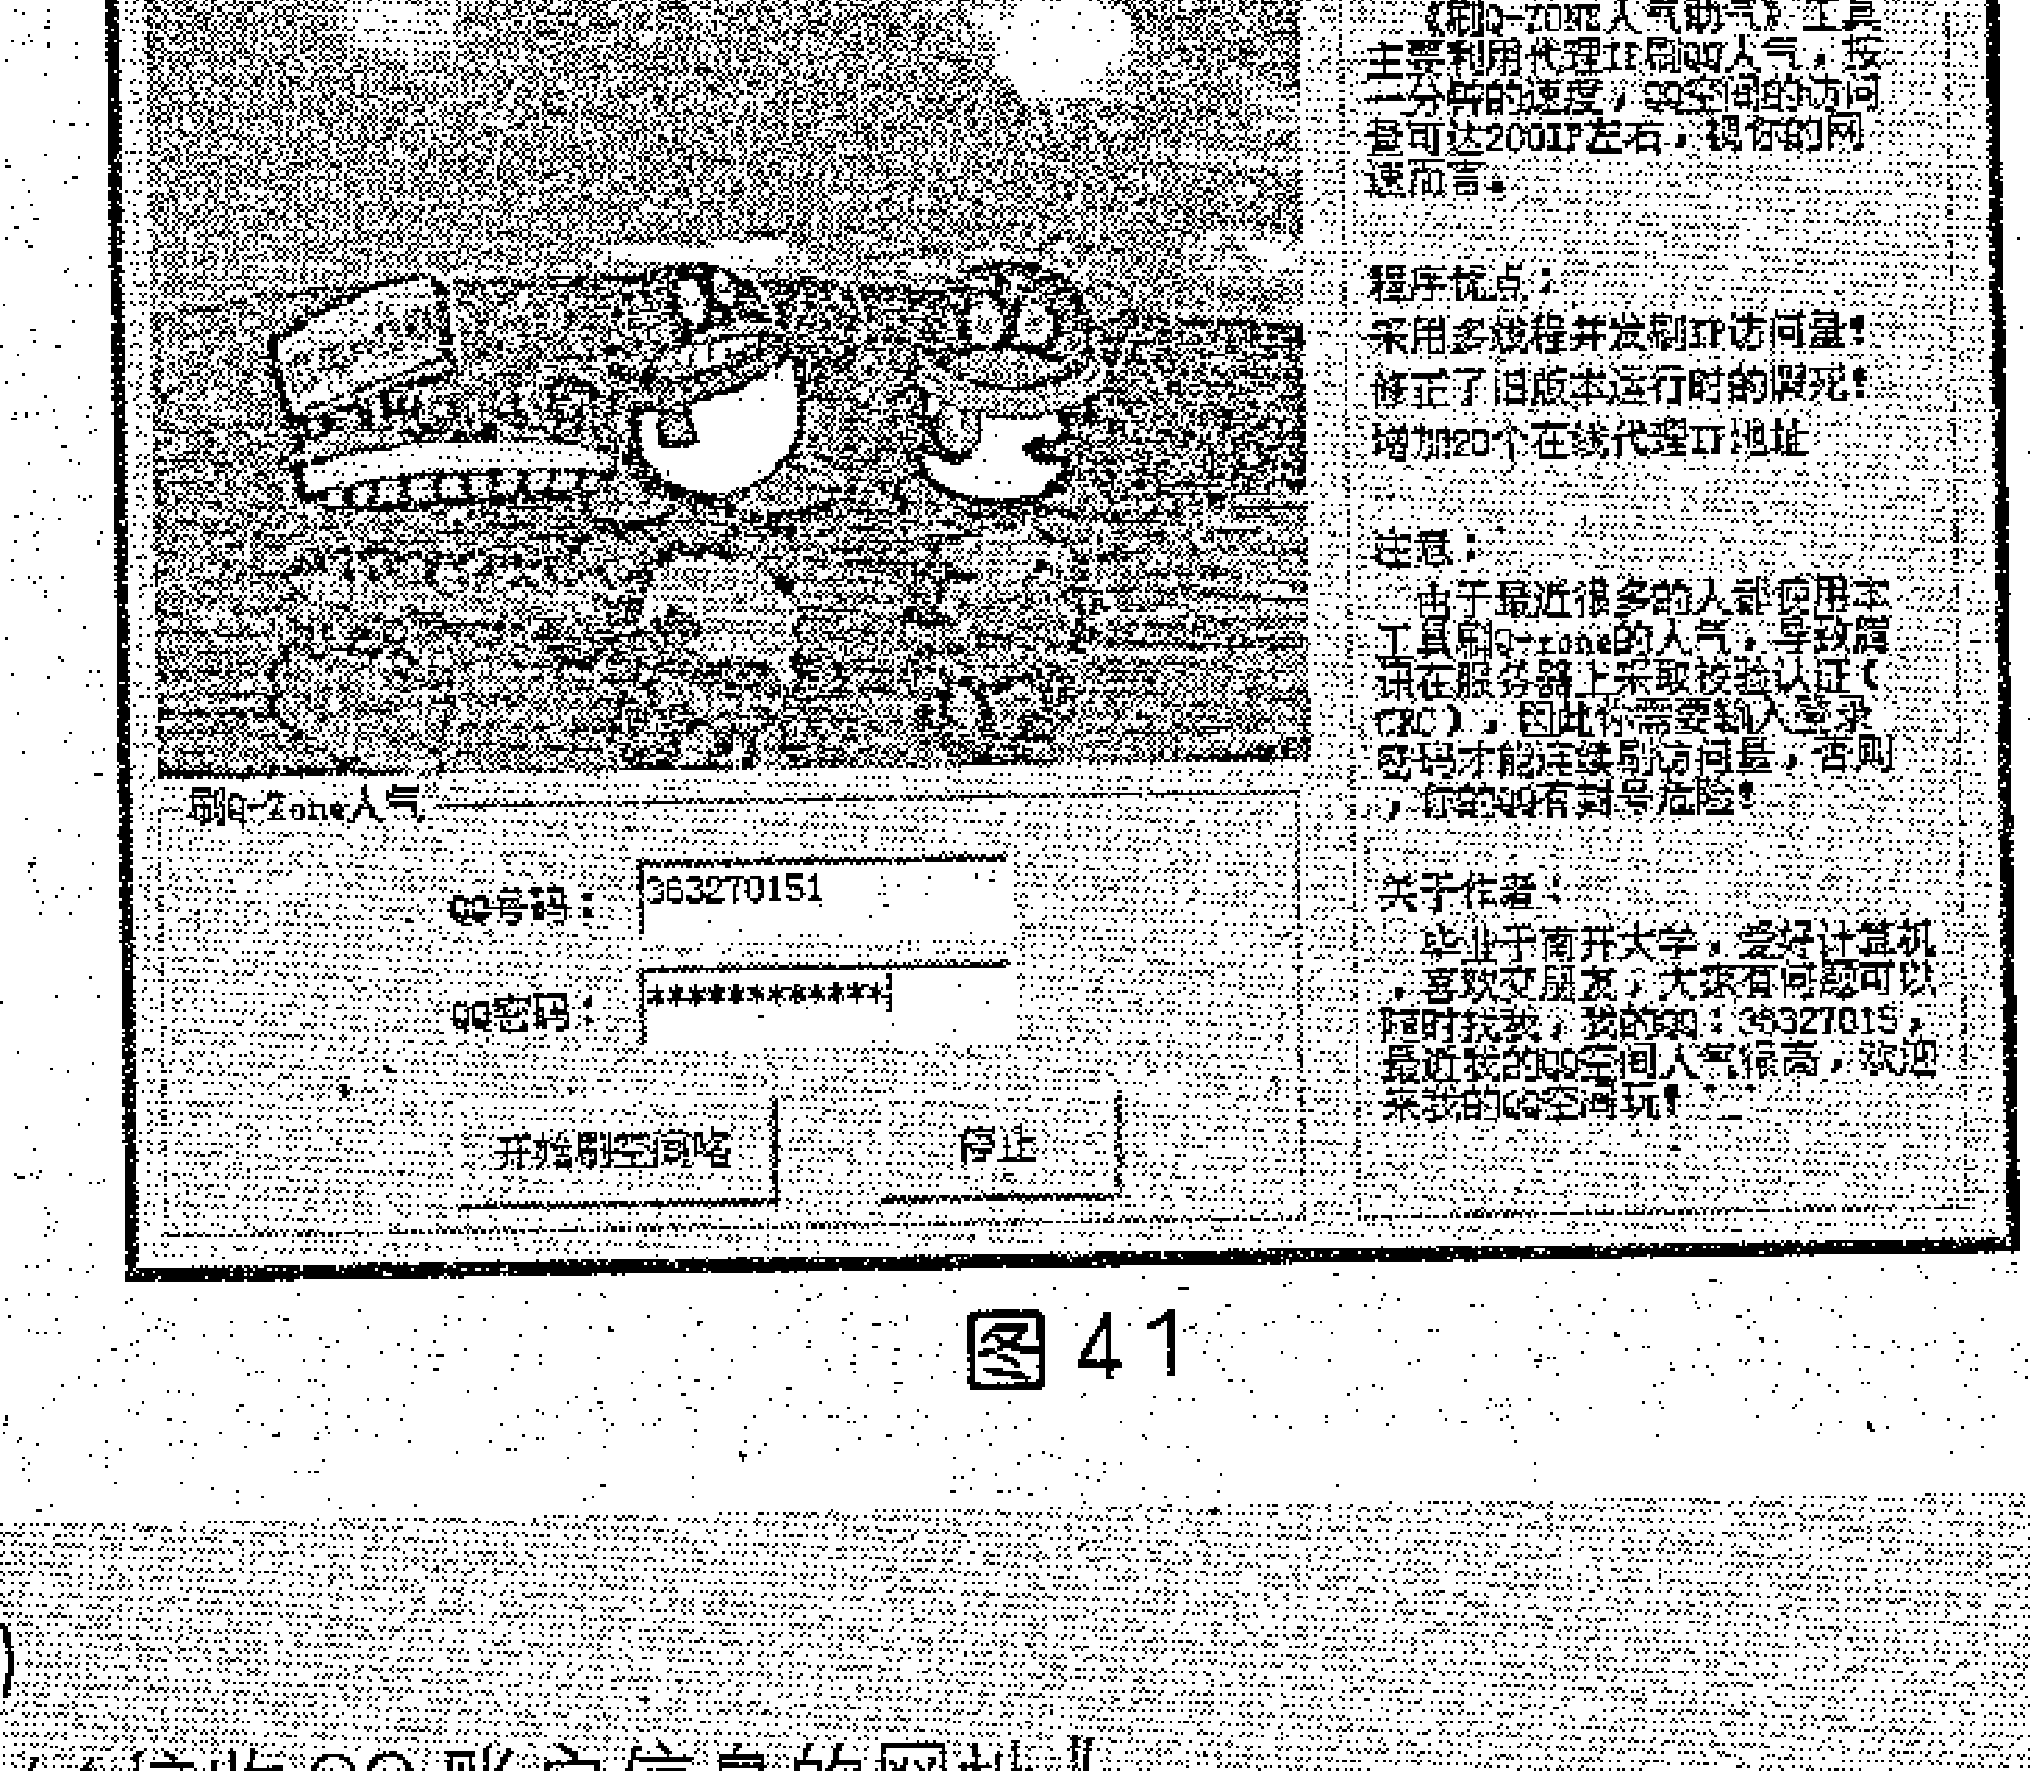 《刷Q-ZONE人气助气》工具
主要利用代理IP刷QQ人气，按
一分钟的速度，QQ空间的访问
量可达200IP左右，视你的网
速而言。
程序优点：
采用多线程并发刷IP访问量！
修正了旧版本运行时的假死！
增加20个在线代理IP地址
注意：
由于最近很多的人都使用本
工具刷Q-zone的人气，导致腾
讯在服务器上采取校验认证(
CRC)，因此你需要输入登录
密码才能连续刷访问量，否则
，你的QQ有封号危险！
关于作者：
毕业于南开大学，爱好计算机
，喜欢交朋友，大家有问题可以
随时找我，我的QQ：36327015，
最近我的QQ空间人气很高，欢迎
来我的QQ空间玩！
刷Q-Zone人气
QQ号码：
363270151
QQ密码：
************
开始刷空间咯
停止
图 41